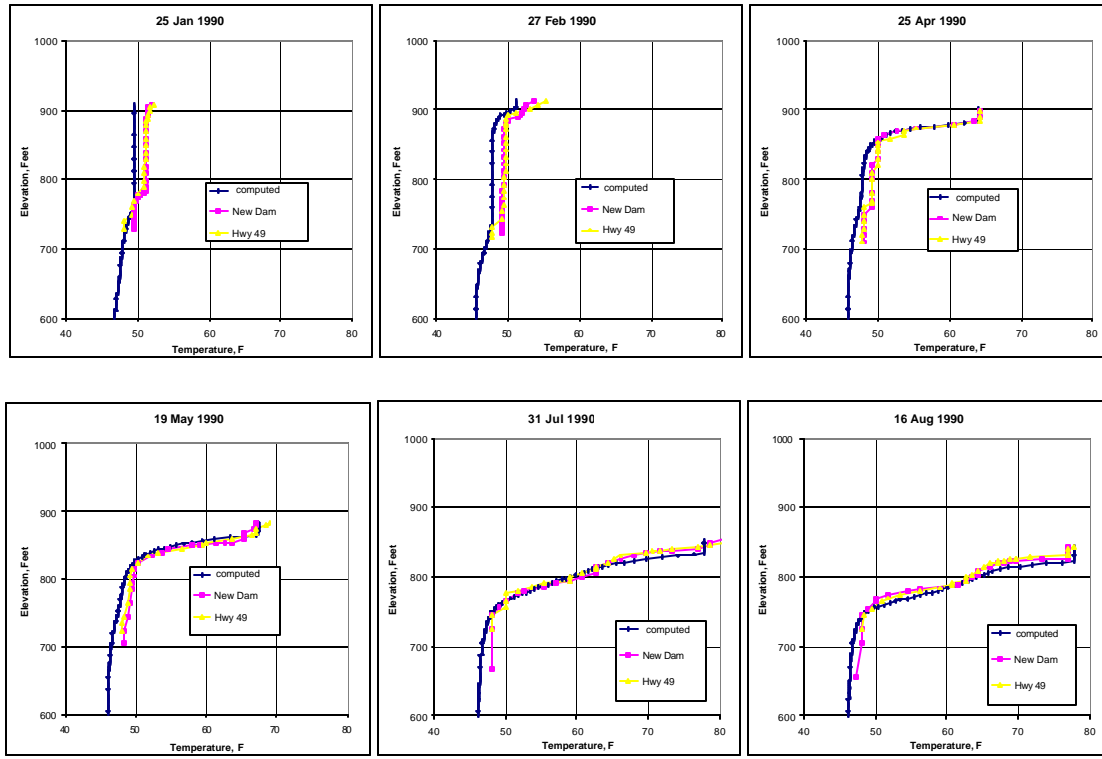 25 Jan 1990
1000
900
800
700
600
40
50
60
70
80
Elevation, Feet
Temperature, F
computed
New Dam
Hwy 49
27 Feb 1990
1000
900
800
700
600
40
50
60
70
80
Elevation, Feet
Temperature, F
computed
New Dam
Hwy 49
25 Apr 1990
1000
900
800
700
600
40
50
60
70
80
Elevation, Feet
Temperature, F
computed
New Dam
Hwy 49
19 May 1990
1000
900
800
700
600
40
50
60
70
80
Elevation, Feet
Temperature, F
computed
New Dam
Hwy 49
31 Jul 1990
1000
900
800
700
600
40
50
60
70
80
Elevation, Feet
Temperature, F
computed
New Dam
Hwy 49
16 Aug 1990
1000
900
800
700
600
40
50
60
70
80
Elevation, Feet
Temperature, F
computed
New Dam
Hwy 49